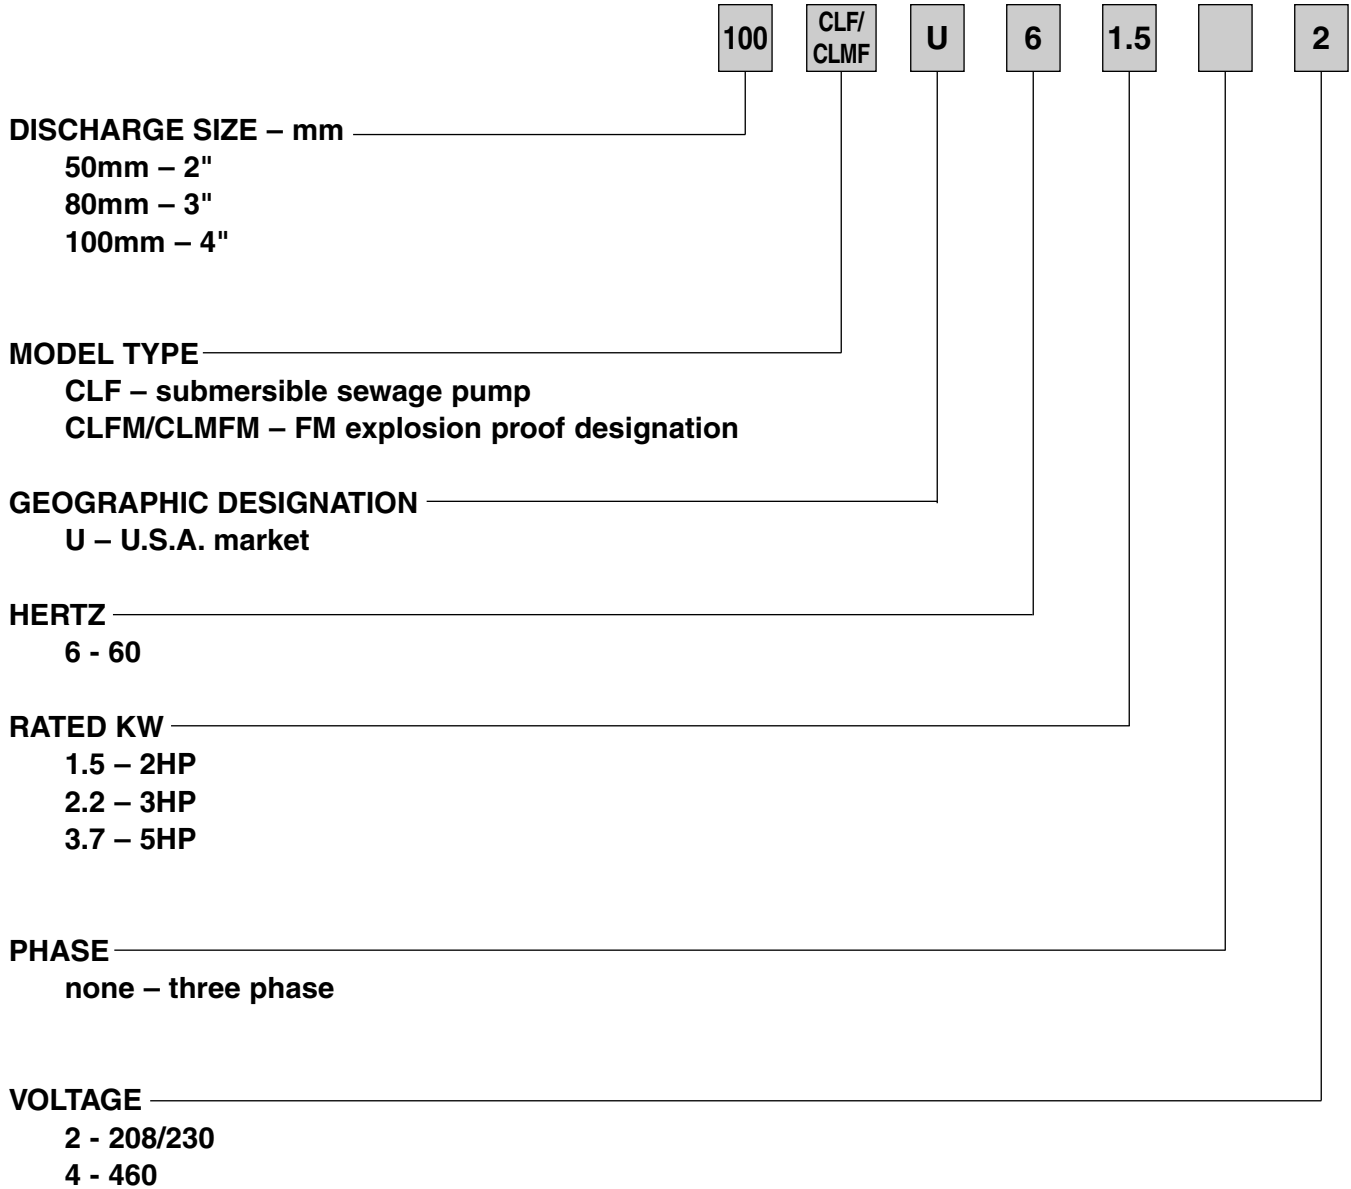 100 CLF/ CLMF U 6 1.5 2
DISCHARGE SIZE – mm
50mm – 2"
80mm – 3"
100mm – 4"
MODEL TYPE
CLF – submersible sewage pump
CLFM/CLMFM – FM explosion proof designation
GEOGRAPHIC DESIGNATION
U – U.S.A. market
HERTZ
6 - 60
RATED KW
1.5 – 2HP
2.2 – 3HP
3.7 – 5HP
PHASE
none – three phase
VOLTAGE
2 - 208/230
4 - 460